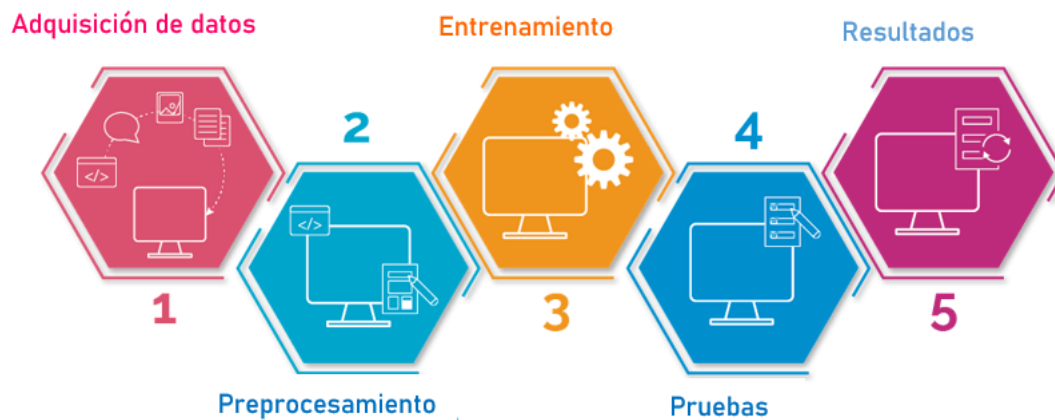 Adquisición de datos
Entrenamiento
Resultados
</>
2
</>
4
1
3
5
Preprocesamiento
Pruebas